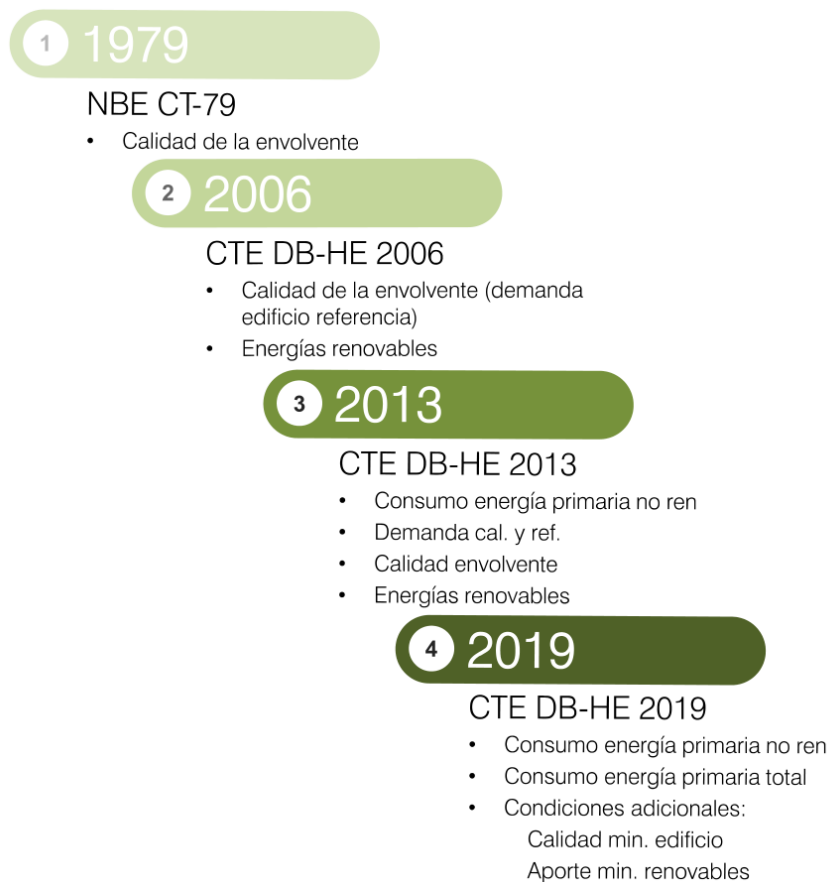 1 1979
NBE CT-79
• Calidad de la envolvente
2 2006
CTE DB-HE 2006
• Calidad de la envolvente (demanda
edificio referencia)
• Energías renovables
3 2013
CTE DB-HE 2013
• Consumo energía primaria no ren
• Demanda cal. y ref.
• Calidad envolvente
• Energías renovables
4 2019
CTE DB-HE 2019
• Consumo energía primaria no ren
• Consumo energía primaria total
• Condiciones adicionales:
Calidad min. edificio
Aporte min. renovables